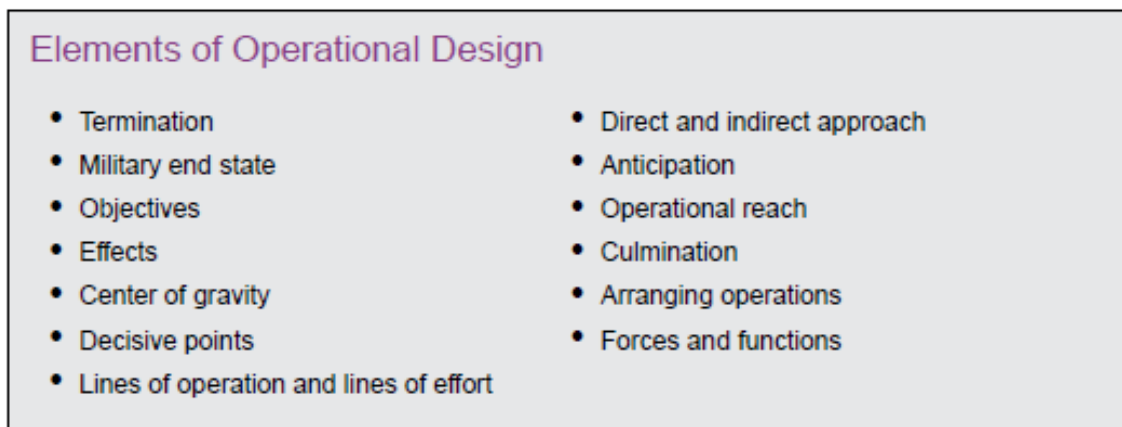 Elements of Operational Design
• Termination
• Military end state
• Objectives
• Effects
• Center of gravity
• Decisive points
• Lines of operation and lines of effort
• Direct and indirect approach
• Anticipation
• Operational reach
• Culmination
• Arranging operations
• Forces and functions